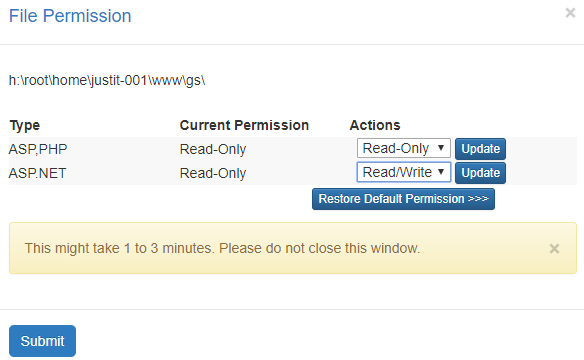 File Permission ×
h:\root\home\justit-001\www\gs\
Type Current Permission Actions
ASP,PHP Read-Only Read-Only Update
ASP.NET Read-Only Read/Write Update
Restore Default Permission >>>
This might take 1 to 3 minutes. Please do not close this window. ×
Submit